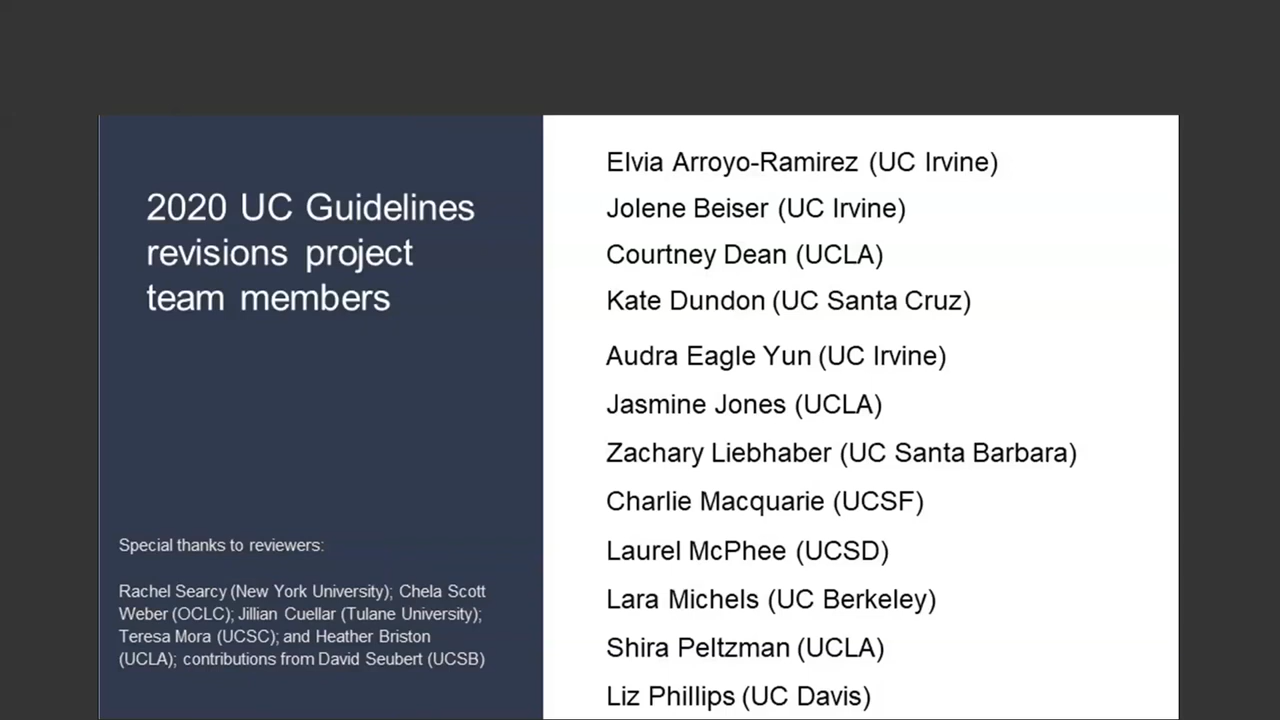 2020 UC Guidelines
revisions project
team members
Special thanks to reviewers:
Rachel Searcy (New York University); Chela Scott
Weber (OCLC); Jillian Cuellar (Tulane University);
Teresa Mora (UCSC); and Heather Briston
(UCLA); contributions from David Seubert (UCSB)
Elvia Arroyo-Ramirez (UC Irvine)
Jolene Beiser (UC Irvine)
Courtney Dean (UCLA)
Kate Dundon (UC Santa Cruz)
Audra Eagle Yun (UC Irvine)
Jasmine Jones (UCLA)
Zachary Liebhaber (UC Santa Barbara)
Charlie Macquarie (UCSF)
Laurel McPhee (UCSD)
Lara Michels (UC Berkeley)
Shira Peltzman (UCLA)
Liz Phillips (UC Davis)